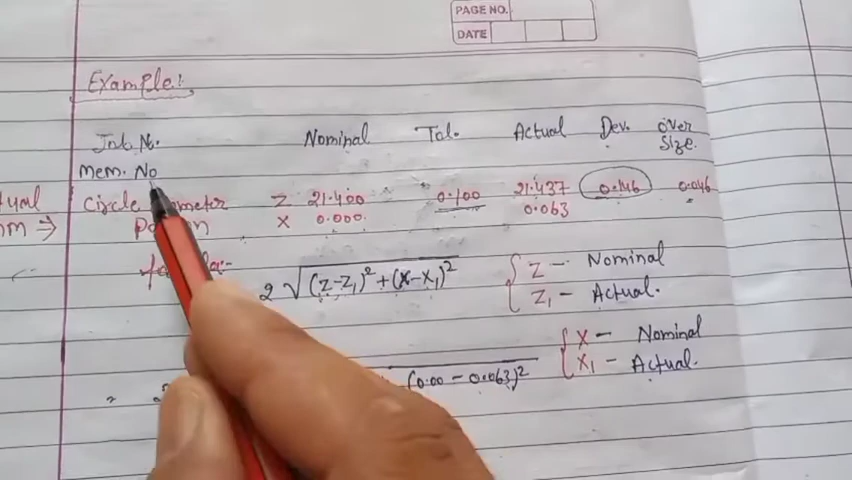 PAGE NO.
DATE
Example:
Job No. Nominal Tol. Actual Dev. over size.
Mem. No
Circle Z 21.400 0.100 21.437 0.146 0.046
X 0.000. 0.063
2√(Z-Z₁)²+(X-X₁)² { Z - Nominal
Z₁ - Actual.
{ X - Nominal
X₁ - Actual.
(0.00 - 0.063)²